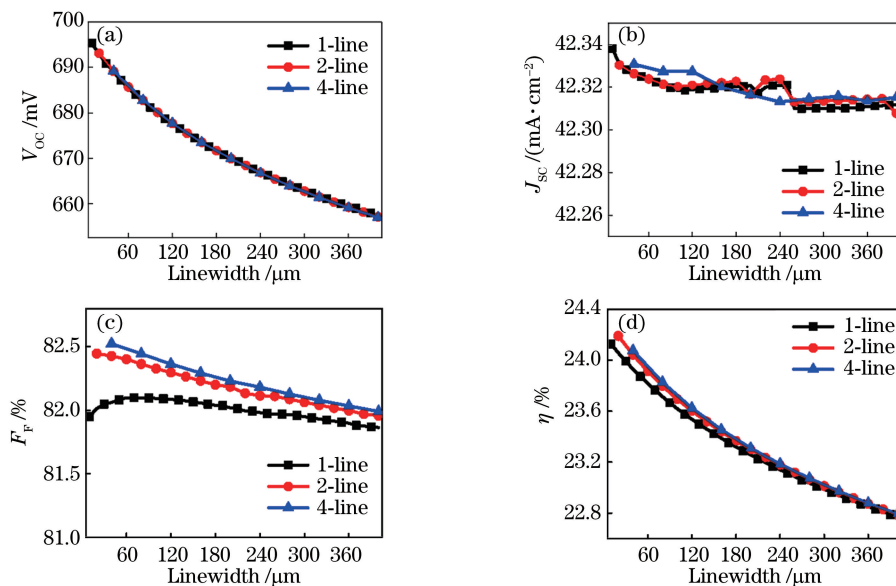 (a)
700
690
680
670
660
V_OC /mV
60 120 180 240 300 360
Linewidth /μm
1-line
2-line
4-line
(b)
42.34
42.32
42.30
42.28
42.26
J_SC /(mA·cm⁻²)
60 120 180 240 300 360
Linewidth /μm
1-line
2-line
4-line
(c)
82.5
82.0
81.5
81.0
F_F /%
60 120 180 240 300 360
Linewidth /μm
1-line
2-line
4-line
(d)
24.4
24.0
23.6
23.2
22.8
η /%
60 120 180 240 300 360
Linewidth /μm
1-line
2-line
4-line